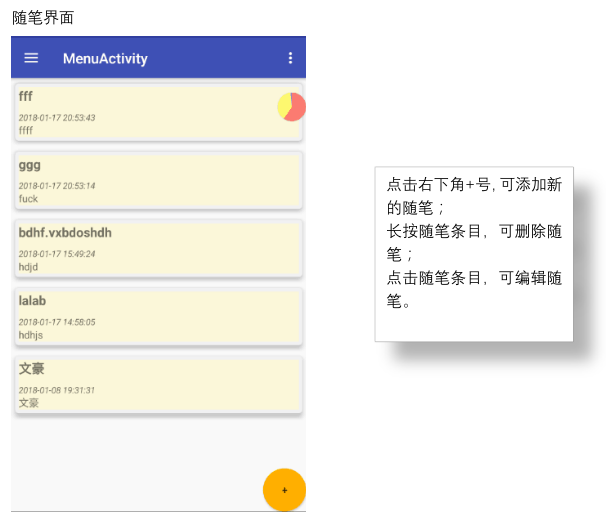 随笔界面
MenuActivity
fff
2018-01-17 20:53:43
ffff
ggg
2018-01-17 20:53:14
fuck
bdhf.vxbdoshdh
2018-01-17 15:49:24
hdjd
lalab
2018-01-17 14:58:05
hdhjs
文豪
2018-01-08 19:31:31
文豪
+
点击右下角+号,可添加新
的随笔；
长按随笔条目，可删除随
笔；
点击随笔条目，可编辑随
笔。